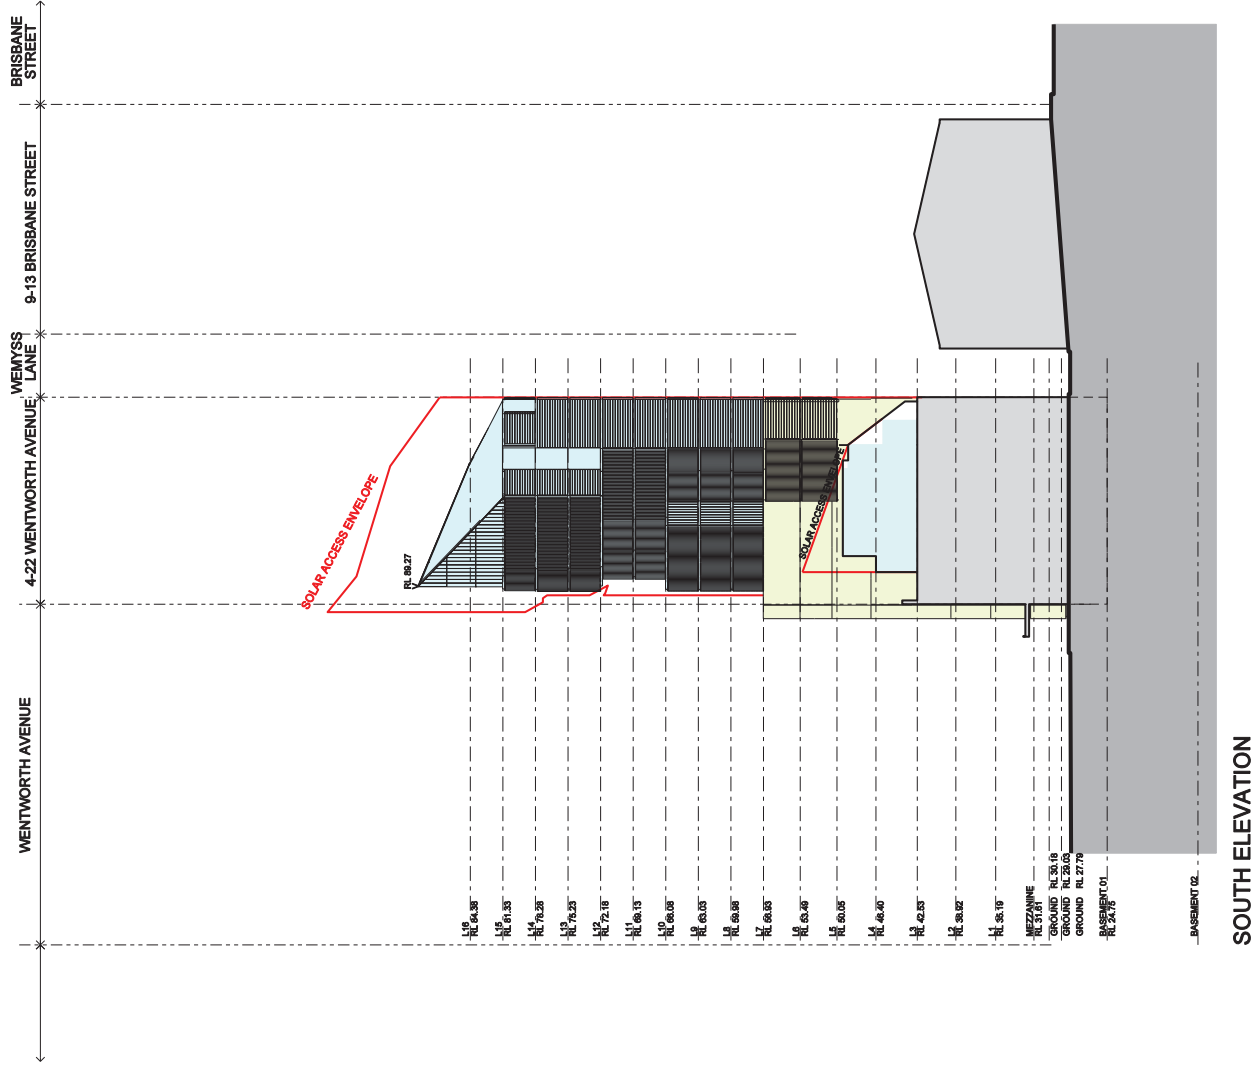 WENTWORTH AVENUE
4-22 WENTWORTH AVENUE
WEMYSS
LANE
9-13 BRISBANE STREET
BRISBANE
STREET
SOLAR ACCESS ENVELOPE
RL 89.27
SOLAR ACCESS ENVELOPE
L16
RL 84.38
L15
RL 81.33
L14
RL 78.28
L13
RL 75.23
L12
RL 72.18
L11
RL 69.13
L10
RL 66.08
L9
RL 63.03
L8
RL 59.98
L7
RL 56.93
L6
RL 53.49
L5
RL 50.05
L4
RL 46.40
L3
RL 42.53
L2
RL 38.92
L1
RL 35.19
MEZZANINE
RL 31.61
GROUND RL 30.18
GROUND RL 29.03
GROUND RL 27.79
BASEMENT 01
RL 24.75
BASEMENT 02
SOUTH ELEVATION